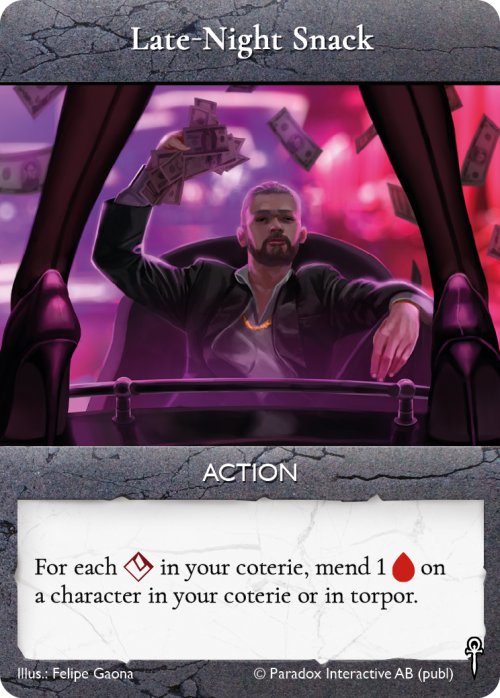 Late-Night Snack
ACTION
For each in your coterie, mend 1 on
a character in your coterie or in torpor.
Illus.: Felipe Gaona © Paradox Interactive AB (publ)